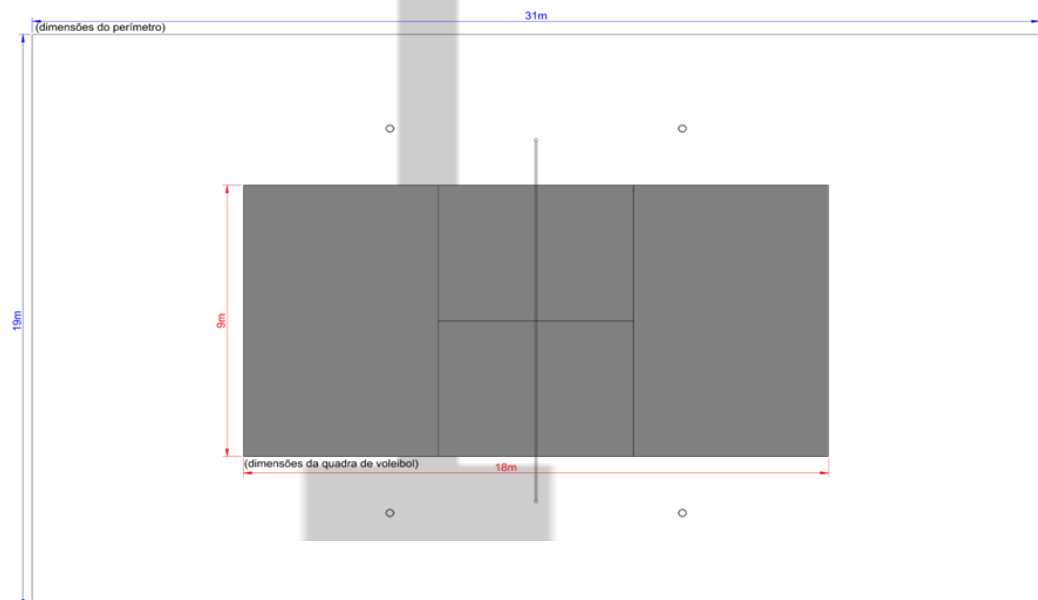 31m
(dimensões do perímetro)
19m
9m
(dimensões da quadra de voleibol)
18m